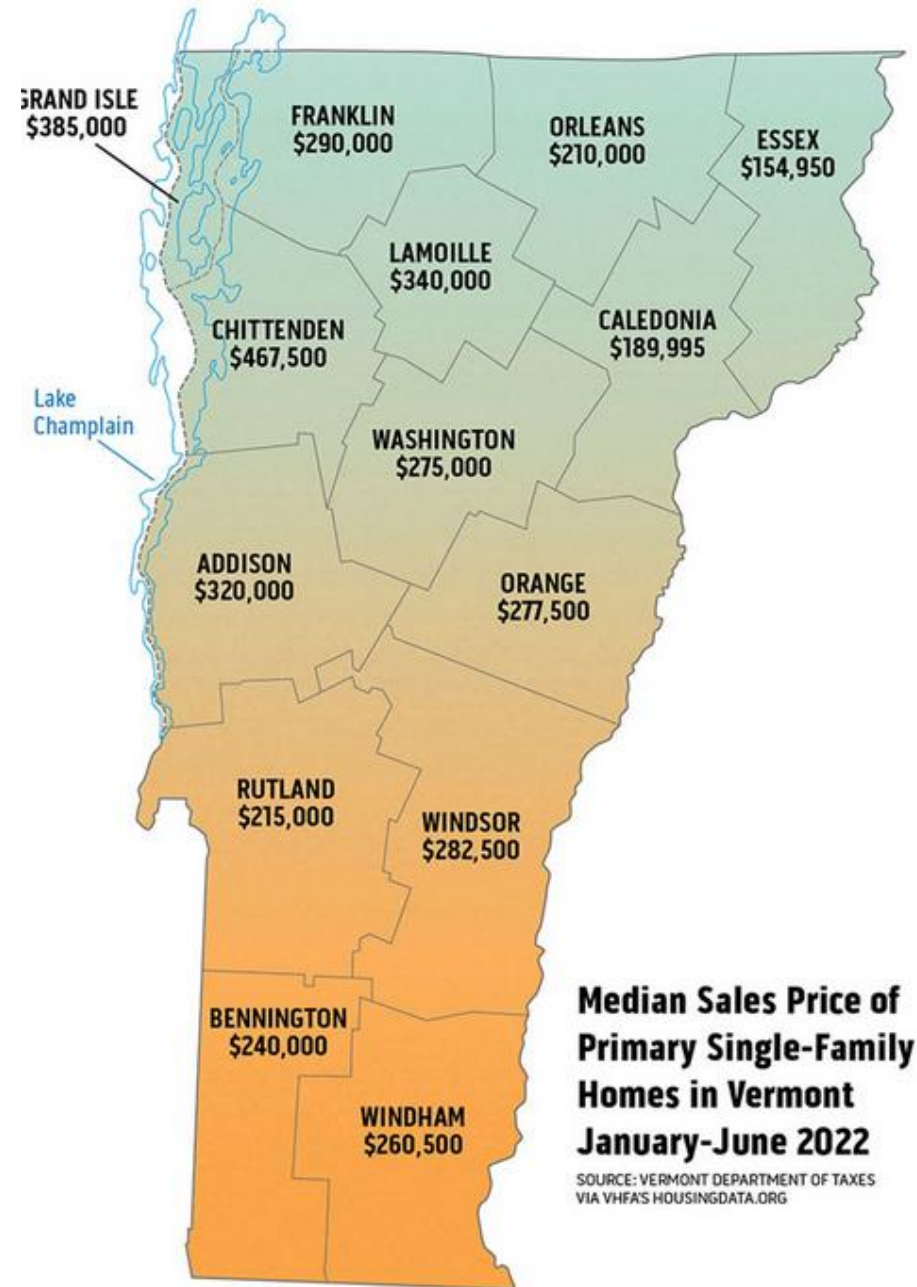 GRAND ISLE
$385,000
FRANKLIN
$290,000
ORLEANS
$210,000
ESSEX
$154,950
LAMOILLE
$340,000
CHITTENDEN
$467,500
CALEDONIA
$189,995
Lake
Champlain
WASHINGTON
$275,000
ADDISON
$320,000
ORANGE
$277,500
RUTLAND
$215,000
WINDSOR
$282,500
BENNINGTON
$240,000
WINDHAM
$260,500
Median Sales Price of
Primary Single-Family
Homes in Vermont
January-June 2022
SOURCE: VERMONT DEPARTMENT OF TAXES
VIA VHFA'S HOUSINGDATA.ORG